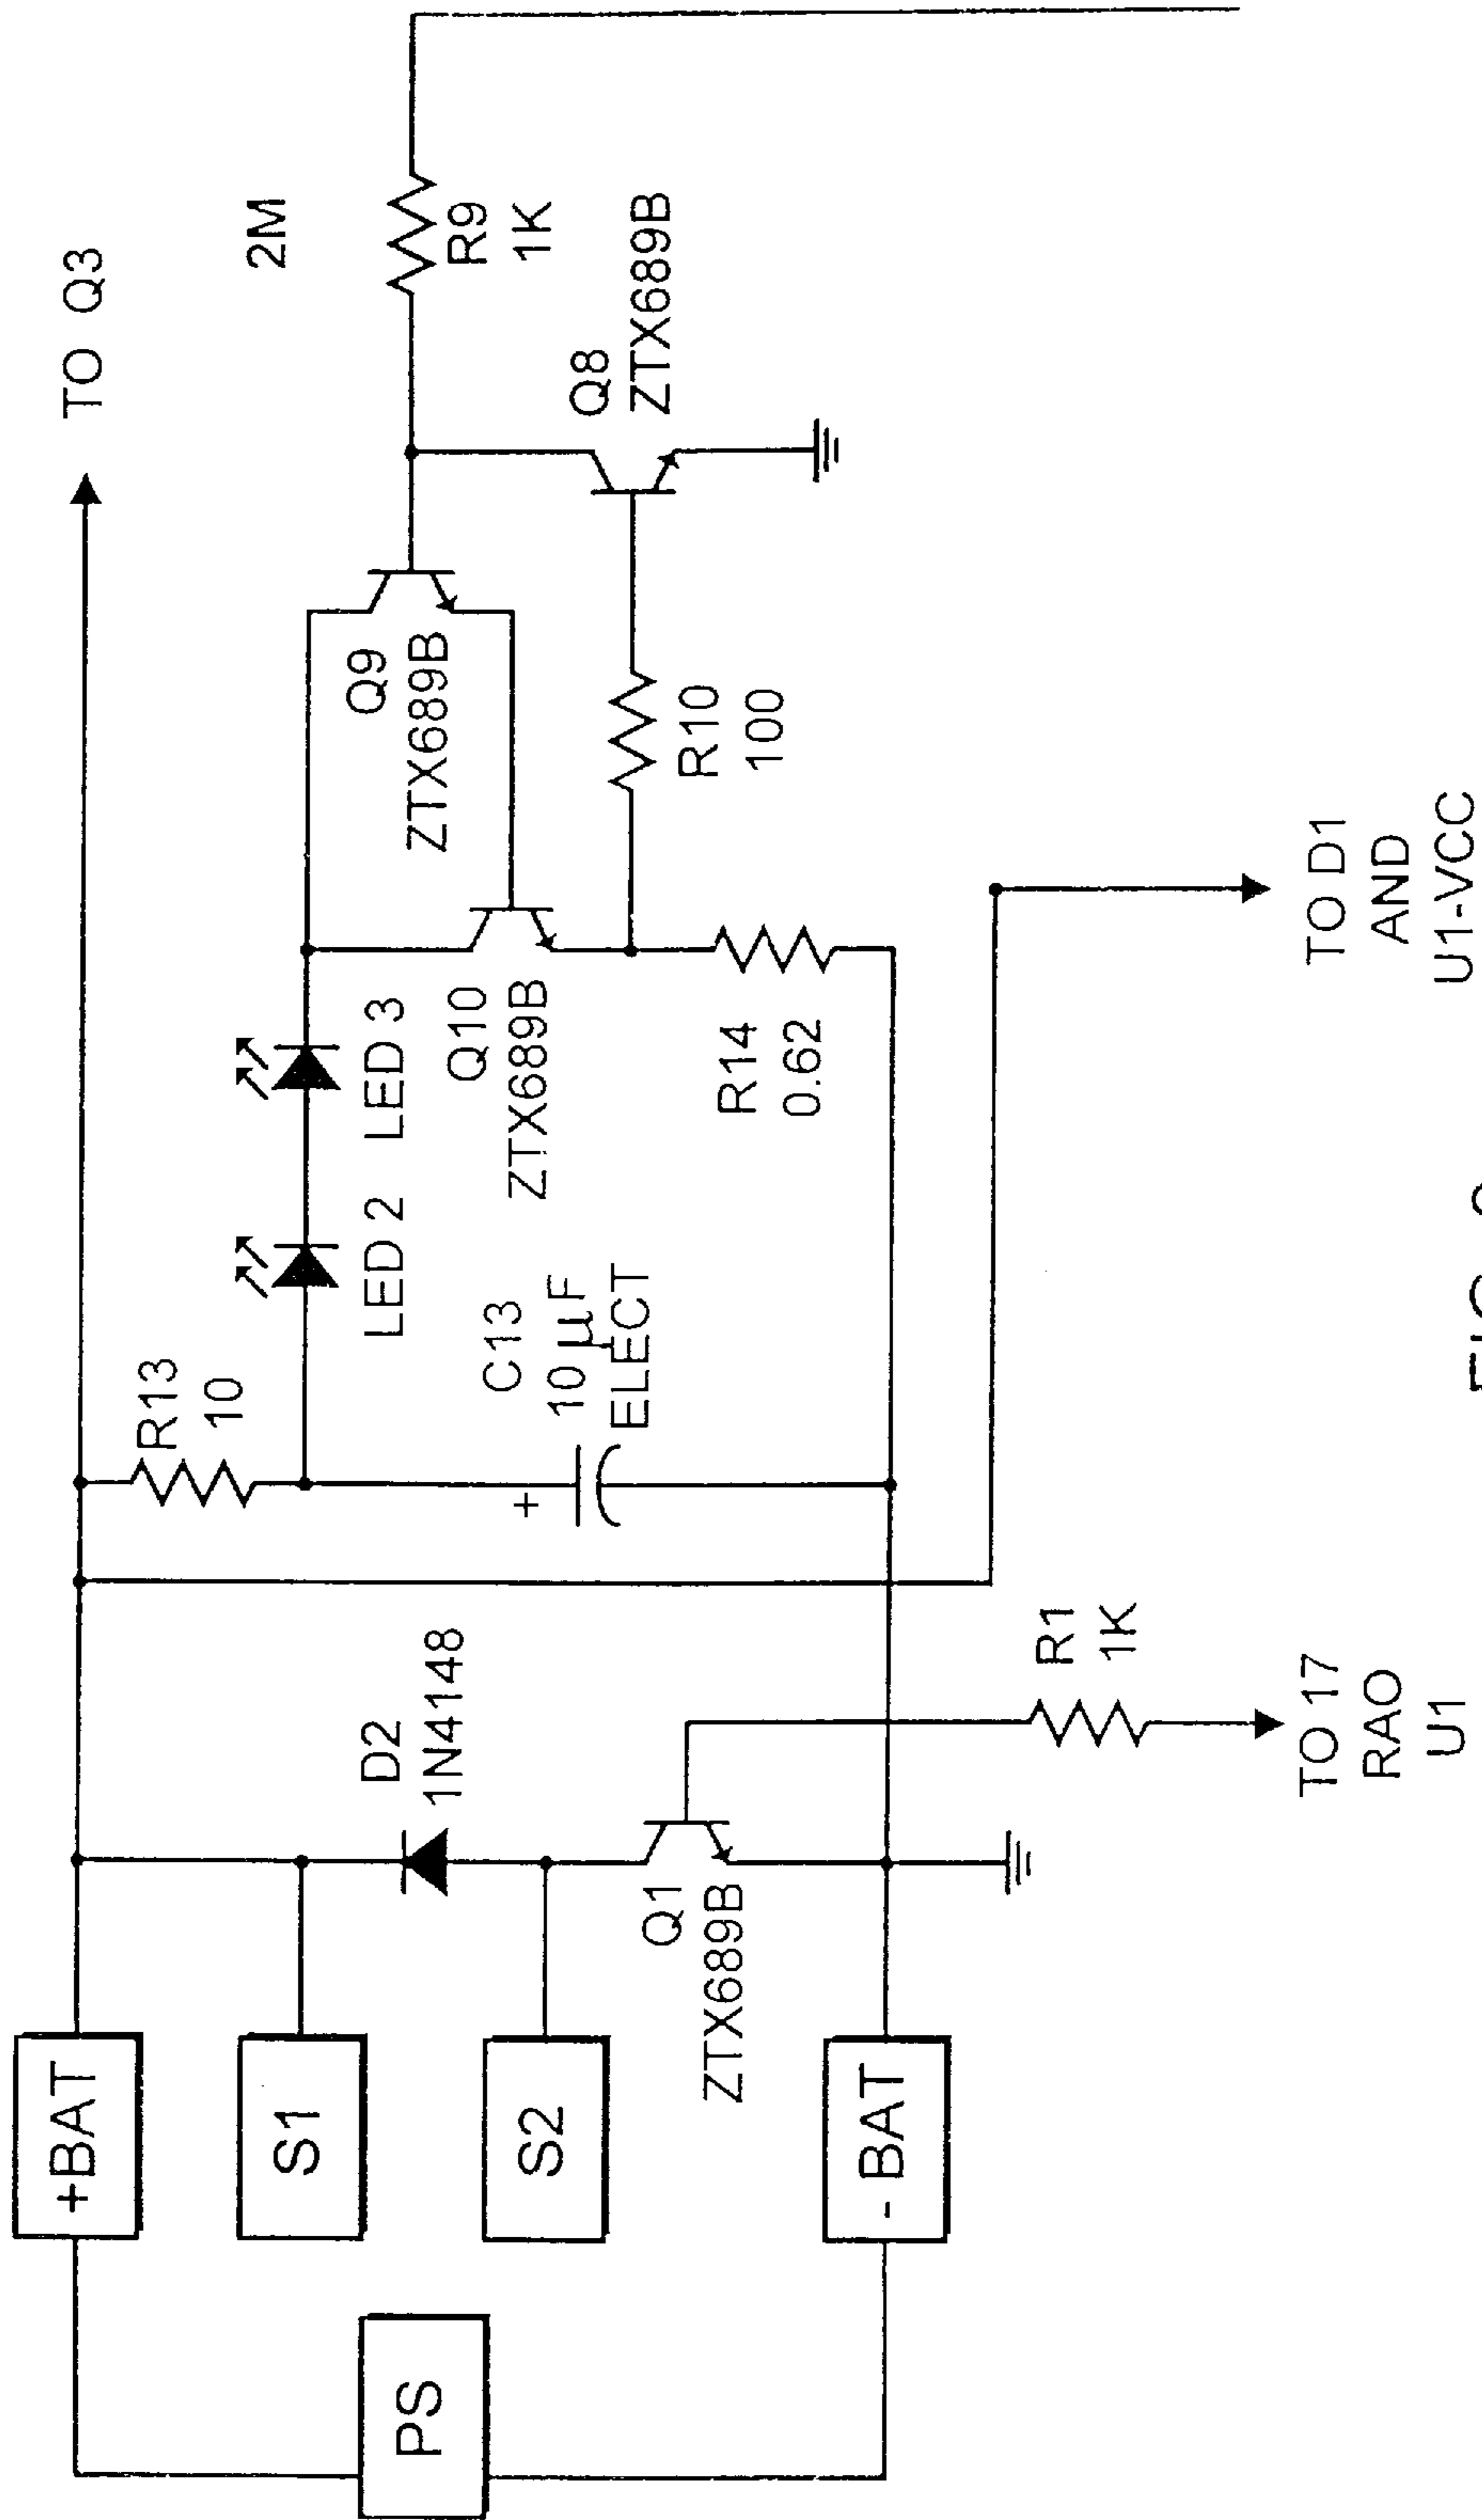 TO Q3
2M
R9
1K
Q8
ZTX689B
Q9
ZTX689B
R10
100
Q10
ZTX689B
R14
0.62
LED 2
LED 3
R13
10
C13
+
10 µF
ELECT
TO D1
AND
U1-VCC
D2
1N4148
R1
1K
TO 17
RAO
U1
Q1
ZTX689B
+BAT
S1
S2
- BAT
PS